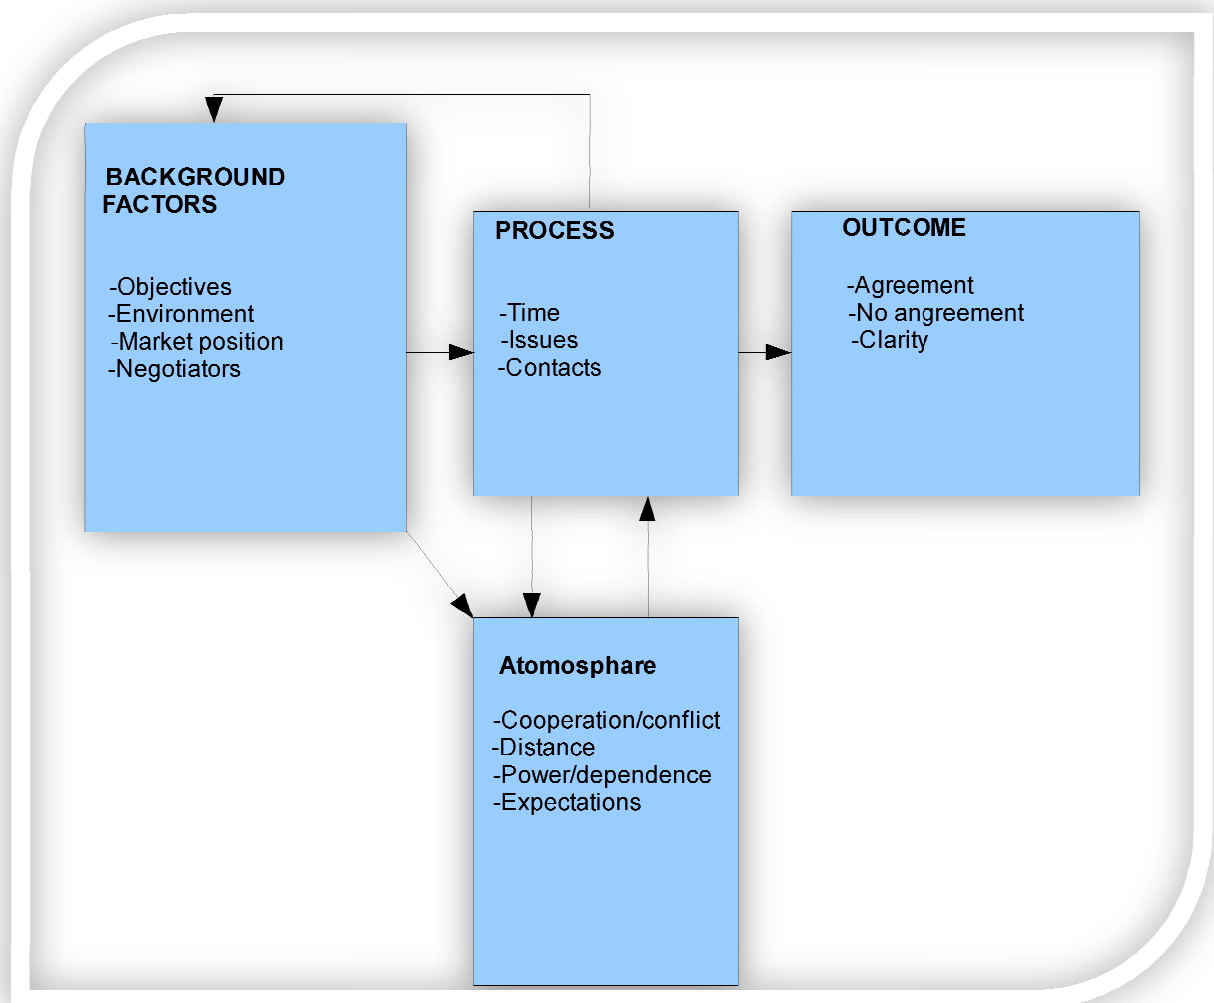 BACKGROUND
FACTORS
-Objectives
-Environment
-Market position
-Negotiators
PROCESS
-Time
-Issues
-Contacts
OUTCOME
-Agreement
-No angreement
-Clarity
Atomosphare
-Cooperation/conflict
-Distance
-Power/dependence
-Expectations